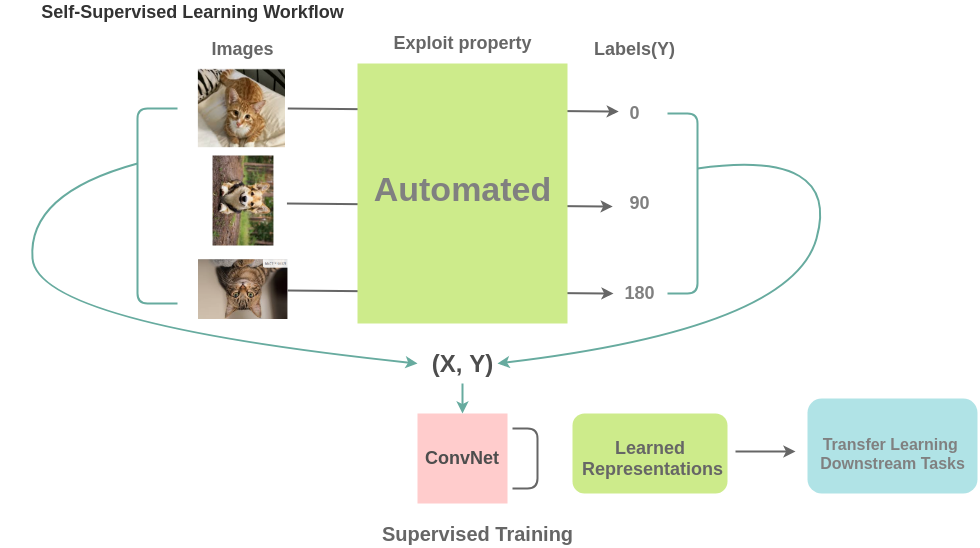 Self-Supervised Learning Workflow
Images
Exploit property
Labels(Y)
0
Automated
90
180
(X, Y)
ConvNet
Learned
Representations
Transfer Learning
Downstream Tasks
Supervised Training